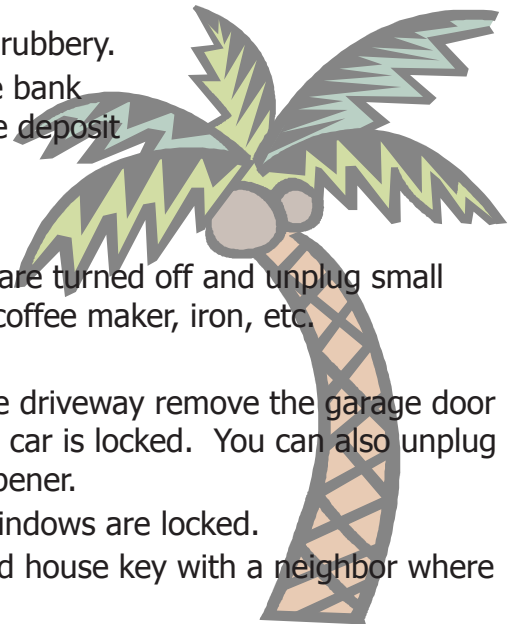 rubbery.
e bank
e deposit
are turned off and unplug small
coffee maker, iron, etc.
e driveway remove the garage door
car is locked.  You can also unplug
pener.
indows are locked.
d house key with a neighbor where